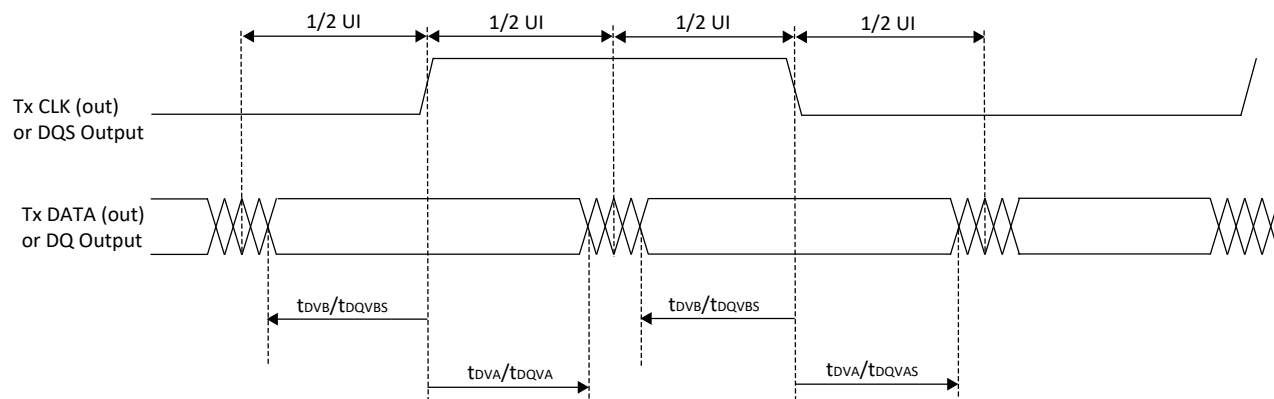 1/2 UI
1/2 UI
1/2 UI
1/2 UI
Tx CLK (out)
or DQS Output
Tx DATA (out)
or DQ Output
tDVB/tDQVBS
tDVB/tDQVBS
tDVA/tDQVA
tDVA/tDQVAS